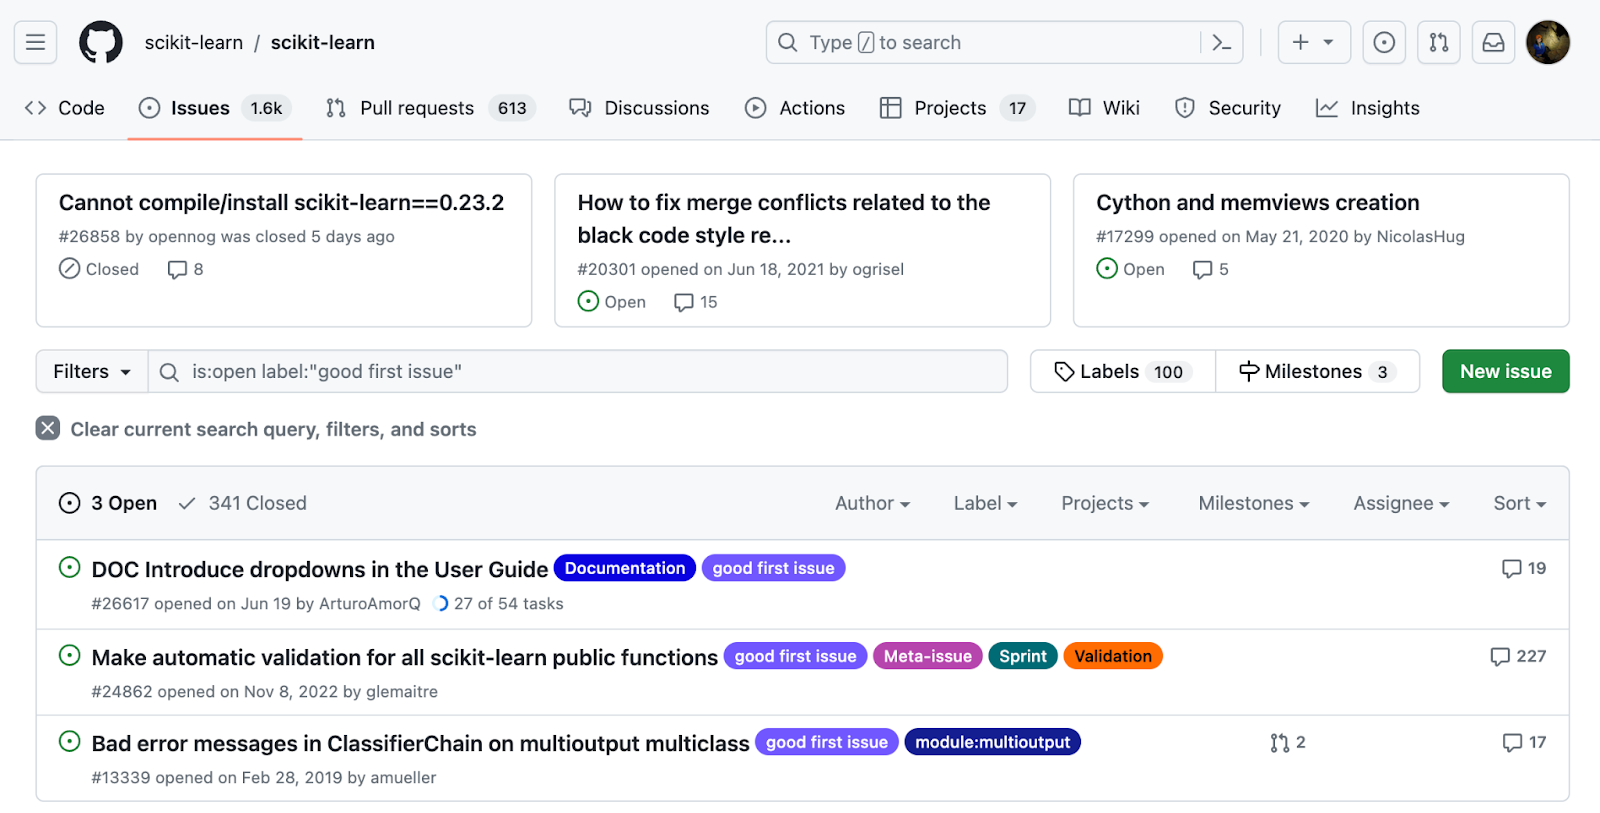 scikit-learn / scikit-learn
Type / to search
Code
Issues 1.6k
Pull requests 613
Discussions
Actions
Projects 17
Wiki
Security
Insights
Cannot compile/install scikit-learn==0.23.2
#26858 by opennog was closed 5 days ago
Closed 8
How to fix merge conflicts related to the
black code style re...
#20301 opened on Jun 18, 2021 by ogrisel
Open 15
Cython and memviews creation
#17299 opened on May 21, 2020 by NicolasHug
Open 5
Filters
is:open label:"good first issue"
Labels 100
Milestones 3
New issue
Clear current search query, filters, and sorts
3 Open 341 Closed
Author Label Projects Milestones Assignee Sort
DOC Introduce dropdowns in the User Guide Documentation good first issue 19
#26617 opened on Jun 19 by ArturoAmorQ 27 of 54 tasks
Make automatic validation for all scikit-learn public functions good first issue Meta-issue Sprint Validation 227
#24862 opened on Nov 8, 2022 by glemaitre
Bad error messages in ClassifierChain on multioutput multiclass good first issue module:multioutput 2 17
#13339 opened on Feb 28, 2019 by amueller